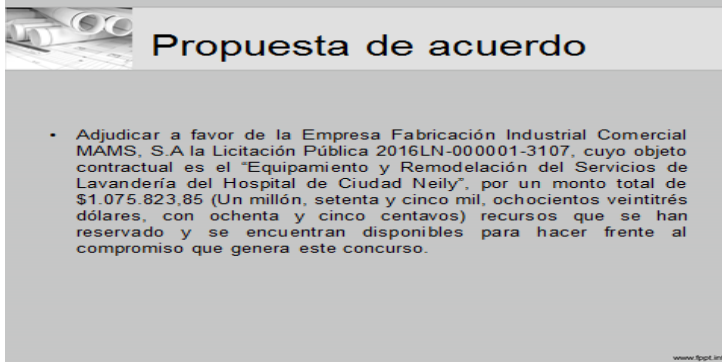 Propuesta de acuerdo
• Adjudicar a favor de la Empresa Fabricación Industrial Comercial
MAMS, S.A la Licitación Pública 2016LN-000001-3107, cuyo objeto
contractual es el “Equipamiento y Remodelación del Servicios de
Lavandería del Hospital de Ciudad Neily”, por un monto total de
$1.075.823,85 (Un millón, setenta y cinco mil, ochocientos veintitrés
dólares, con ochenta y cinco centavos) recursos que se han
reservado y se encuentran disponibles para hacer frente al
compromiso que genera este concurso.
www.fppt.in